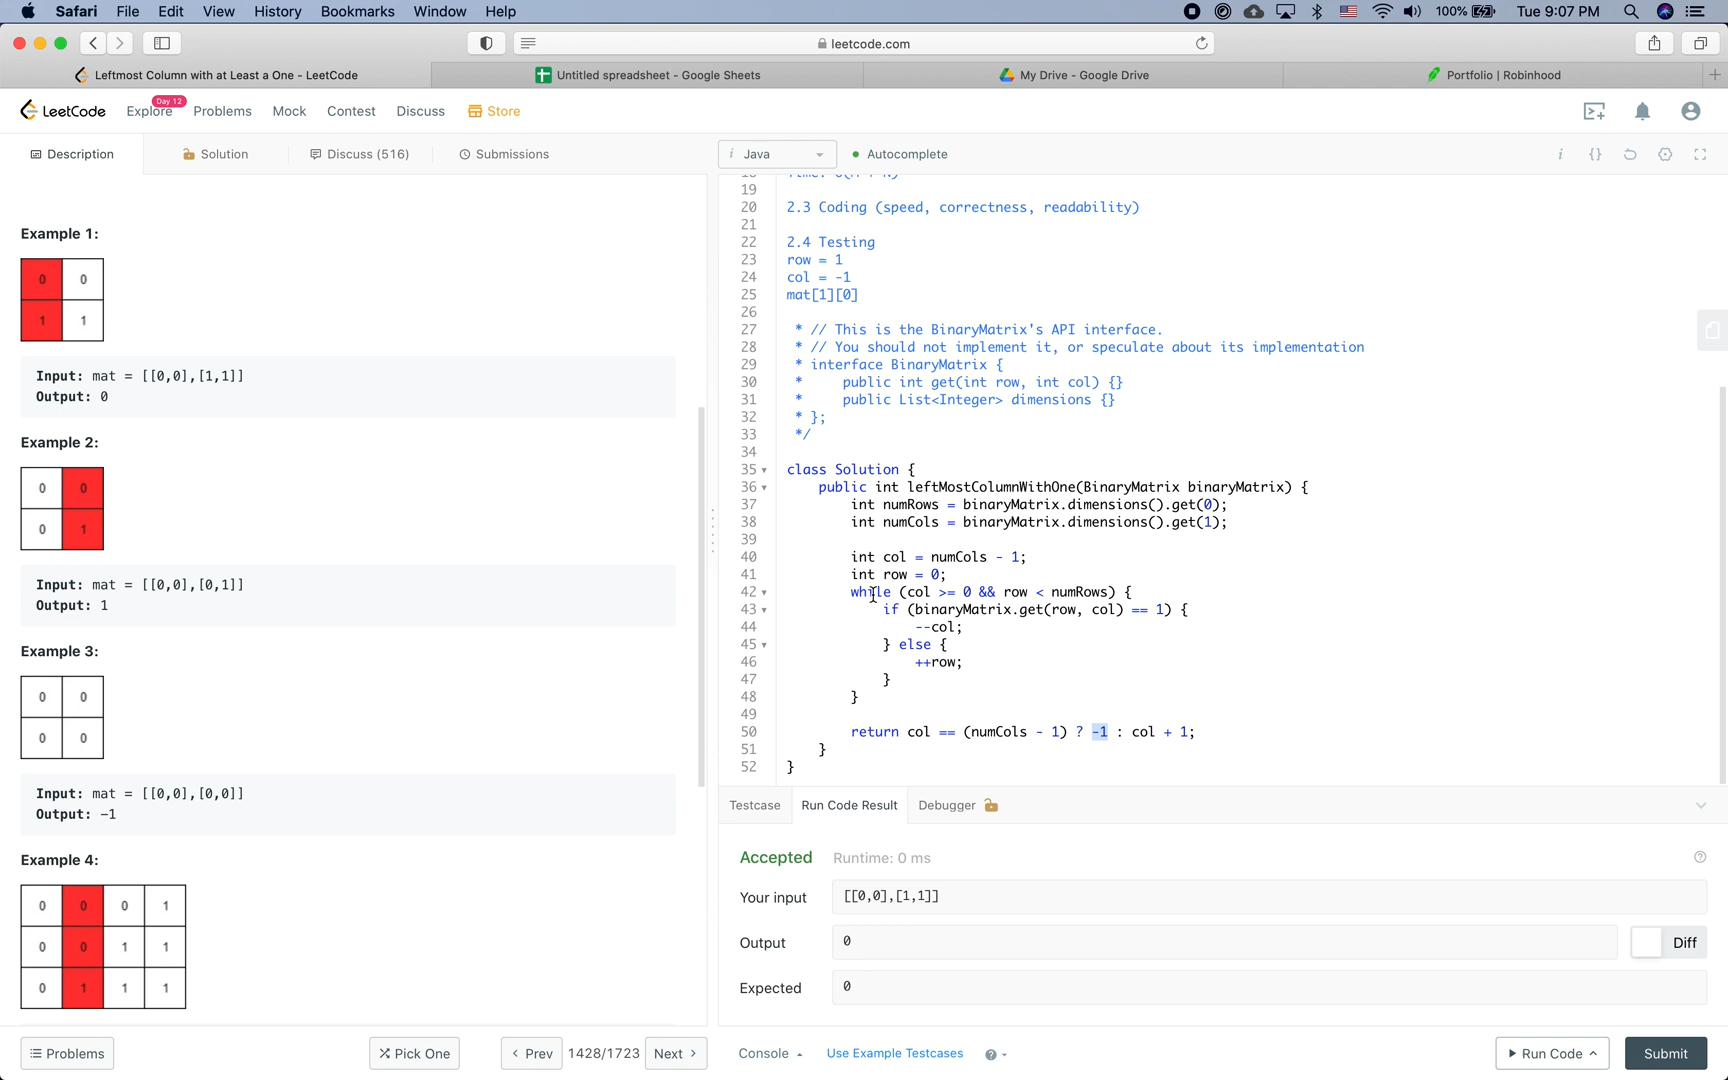 Safari File Edit View History Bookmarks Window Help
100% Tue 9:07 PM
leetcode.com
Leftmost Column with at Least a One - LeetCode
Untitled spreadsheet - Google Sheets
My Drive - Google Drive
Portfolio | Robinhood
LeetCode Explore Day 12 Problems Mock Contest Discuss Store
Description Solution Discuss (516) Submissions
Example 1:
0 0
1 1
Input: mat = [[0,0],[1,1]]
Output: 0
Example 2:
0 0
0 1
Input: mat = [[0,0],[0,1]]
Output: 1
Example 3:
0 0
0 0
Input: mat = [[0,0],[0,0]]
Output: -1
Example 4:
0 0 0 1
0 0 1 1
0 1 1 1
Problems Pick One Prev 1428/1723 Next
i Java Autocomplete
19
20 2.3 Coding (speed, correctness, readability)
21
22 2.4 Testing
23 row = 1
24 col = -1
25 mat[1][0]
26
27 * // This is the BinaryMatrix's API interface.
28 * // You should not implement it, or speculate about its implementation
29 * interface BinaryMatrix {
30 * public int get(int row, int col) {}
31 * public List<Integer> dimensions {}
32 * };
33 */
34
35 class Solution {
36 public int leftMostColumnWithOne(BinaryMatrix binaryMatrix) {
37 int numRows = binaryMatrix.dimensions().get(0);
38 int numCols = binaryMatrix.dimensions().get(1);
39
40 int col = numCols - 1;
41 int row = 0;
42 while (col >= 0 && row < numRows) {
43 if (binaryMatrix.get(row, col) == 1) {
44 --col;
45 } else {
46 ++row;
47 }
48 }
49
50 return col == (numCols - 1) ? -1 : col + 1;
51 }
52 }
Testcase Run Code Result Debugger
Accepted Runtime: 0 ms
Your input [[0,0],[1,1]]
Output 0 Diff
Expected 0
Console Use Example Testcases Run Code Submit